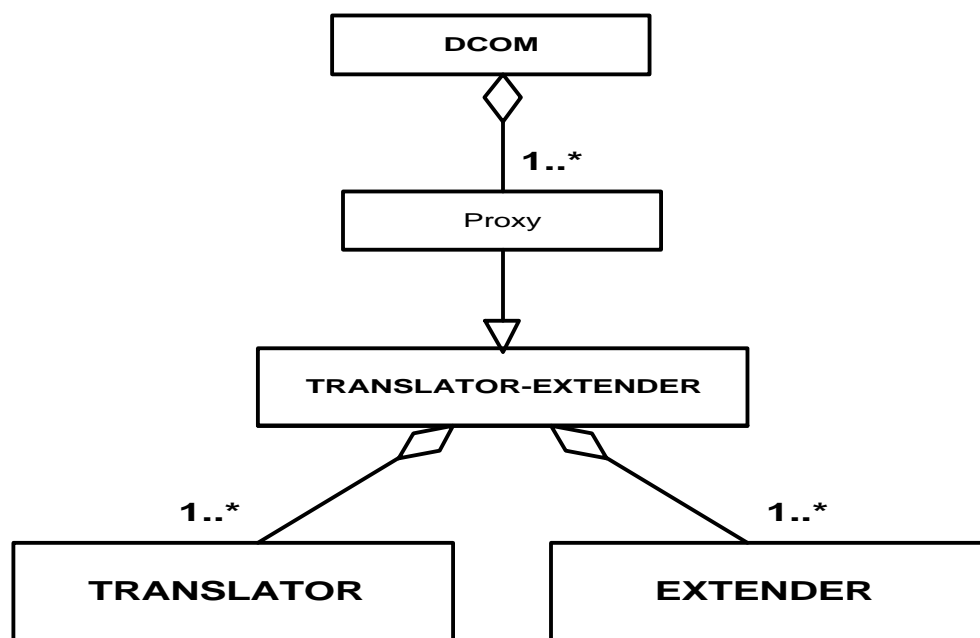 DCOM
1..*
Proxy
TRANSLATOR-EXTENDER
1..*
1..*
TRANSLATOR
EXTENDER